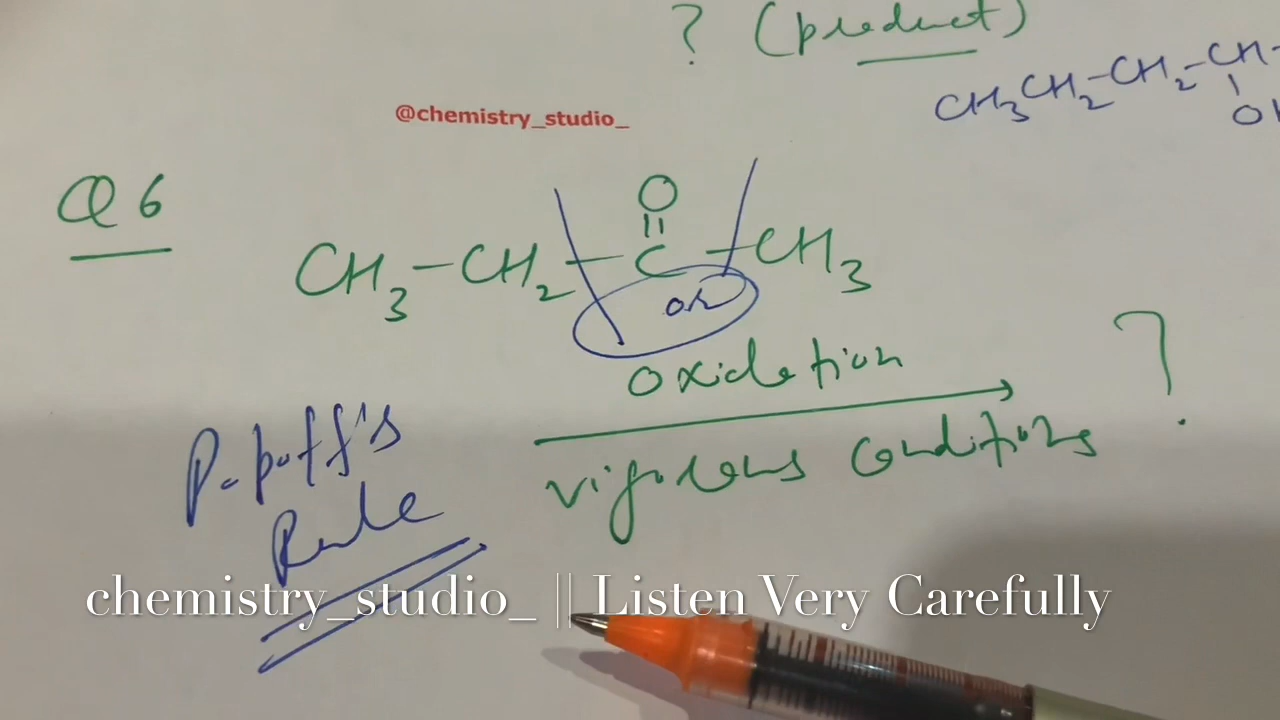 ? (product)
CH3CH2-CH2-CH-
OH
@chemistry_studio_
Q6
O
CH3-CH2-C-CH3
or
oxidation
?
vigorous conditions
Popoff's
Rule
chemistry_studio_ || Listen Very Carefully